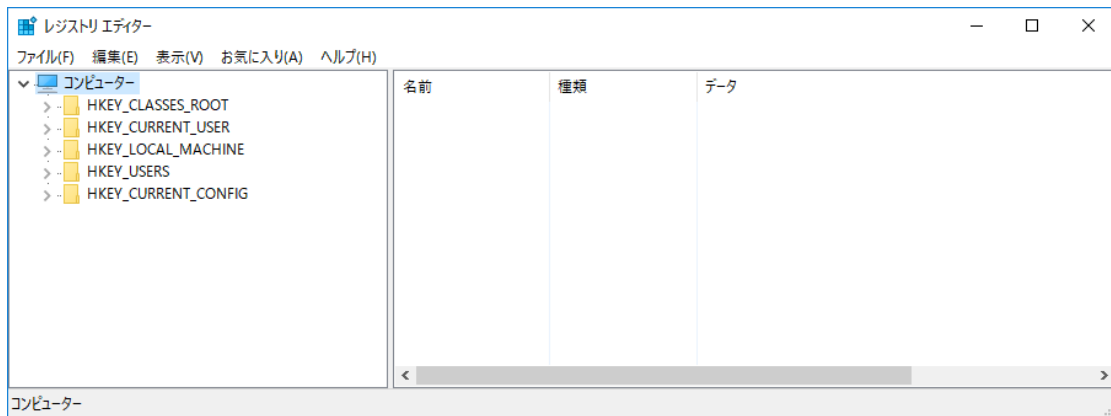 レジストリ エディター
ファイル(F) 編集(E) 表示(V) お気に入り(A) ヘルプ(H)
コンピューター
HKEY_CLASSES_ROOT
HKEY_CURRENT_USER
HKEY_LOCAL_MACHINE
HKEY_USERS
HKEY_CURRENT_CONFIG
名前 種類 データ
コンピューター